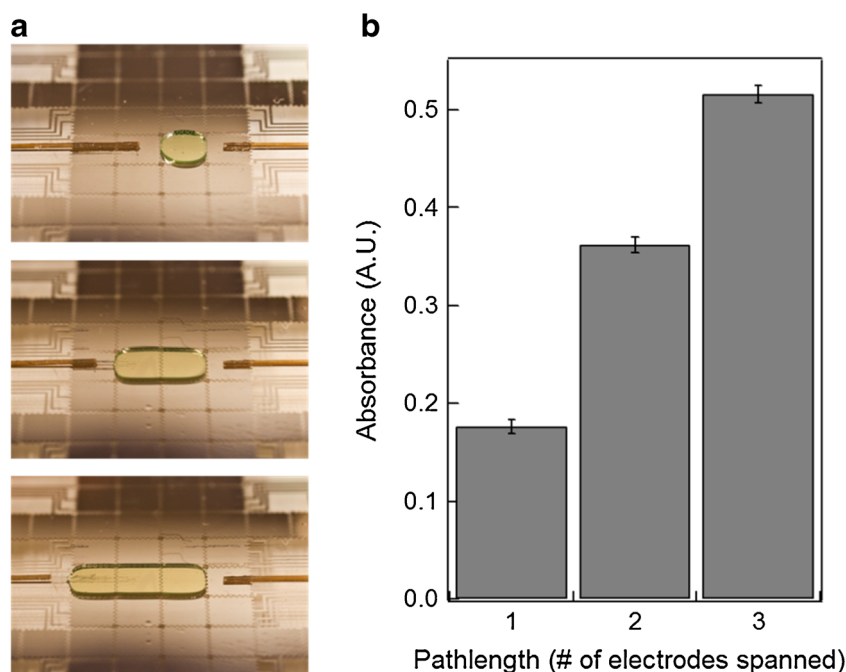 a
b
Absorbance (A.U.)
0.5
0.4
0.3
0.2
0.1
0.0
1 2 3
Pathlength (# of electrodes spanned)